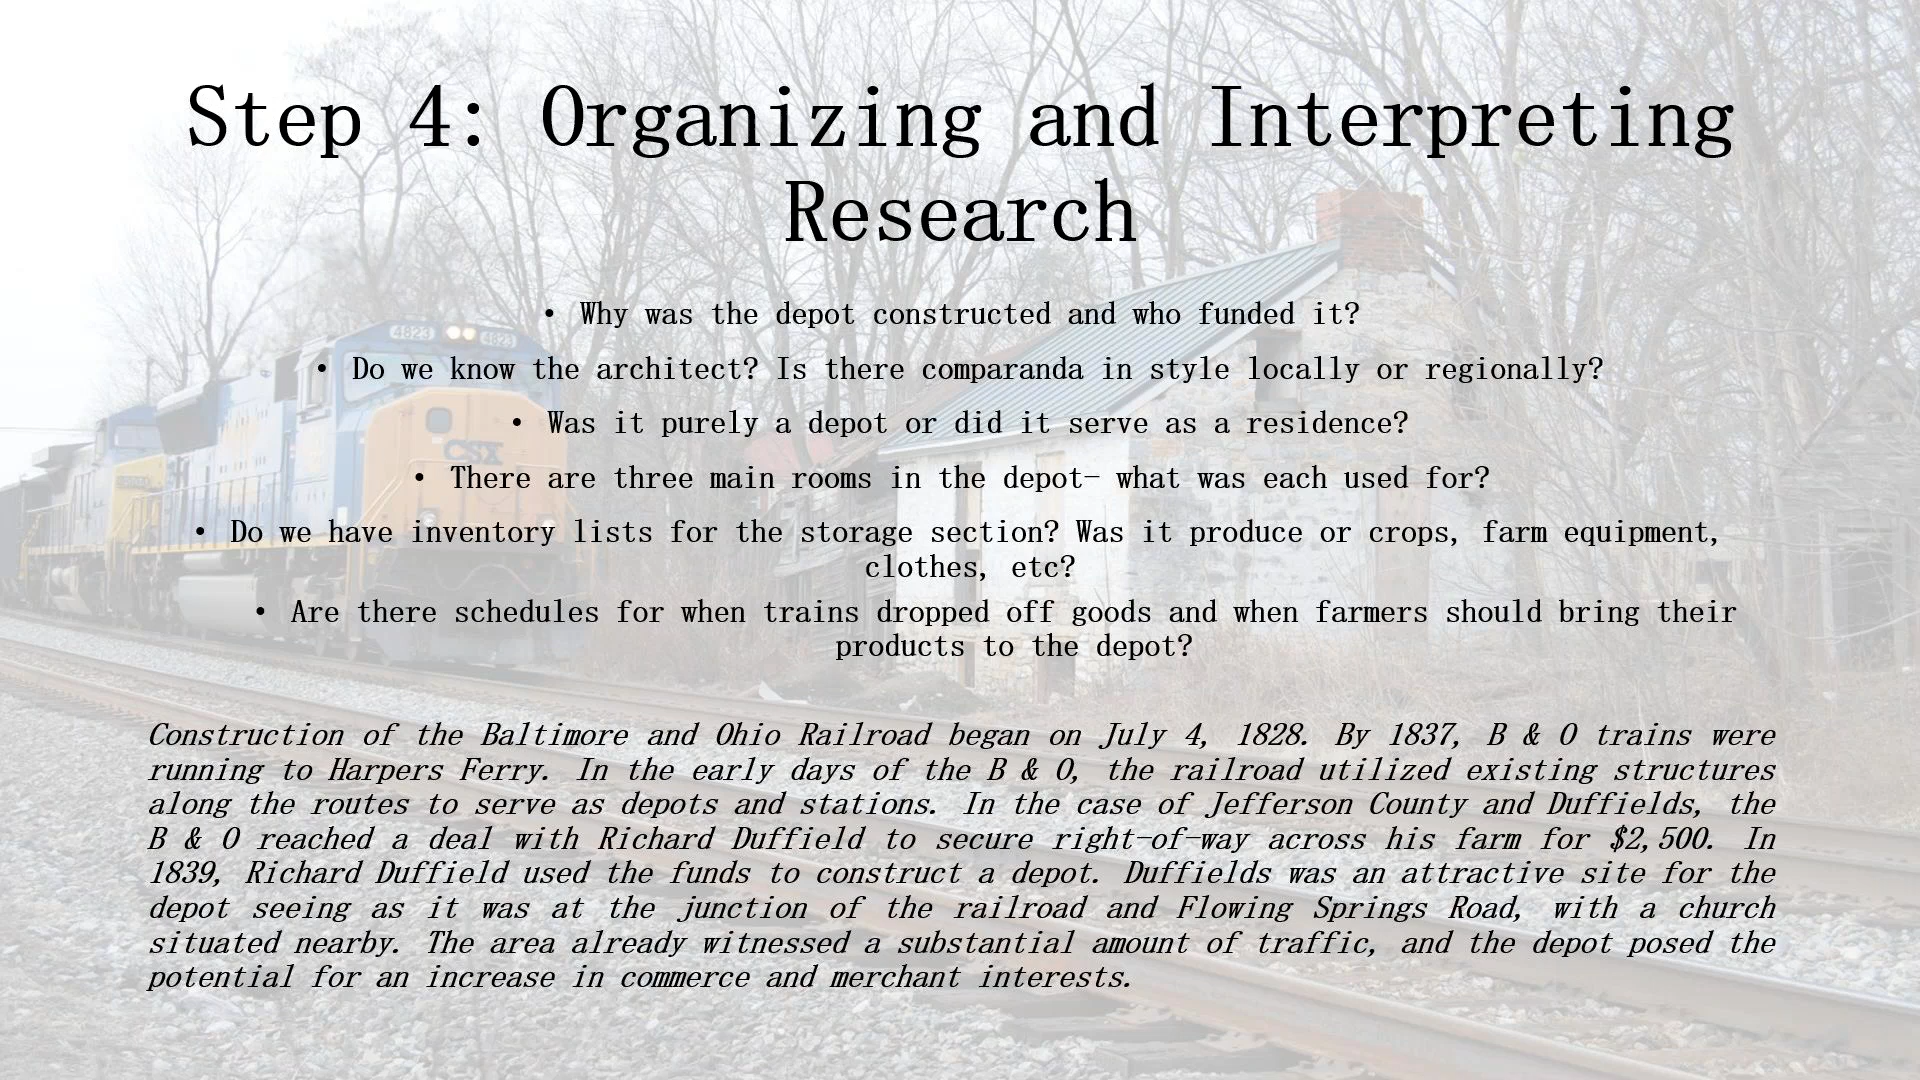 Step 4: Organizing and Interpreting
Research
• Why was the depot constructed and who funded it?
• Do we know the architect? Is there comparanda in style locally or regionally?
• Was it purely a depot or did it serve as a residence?
• There are three main rooms in the depot- what was each used for?
• Do we have inventory lists for the storage section? Was it produce or crops, farm equipment,
clothes, etc?
• Are there schedules for when trains dropped off goods and when farmers should bring their
products to the depot?
Construction of the Baltimore and Ohio Railroad began on July 4, 1828. By 1837, B & O trains were
running to Harpers Ferry. In the early days of the B & O, the railroad utilized existing structures
along the routes to serve as depots and stations. In the case of Jefferson County and Duffields, the
B & O reached a deal with Richard Duffield to secure right-of-way across his farm for $2,500. In
1839, Richard Duffield used the funds to construct a depot. Duffields was an attractive site for the
depot seeing as it was at the junction of the railroad and Flowing Springs Road, with a church
situated nearby. The area already witnessed a substantial amount of traffic, and the depot posed the
potential for an increase in commerce and merchant interests.
4823
4823
CSX